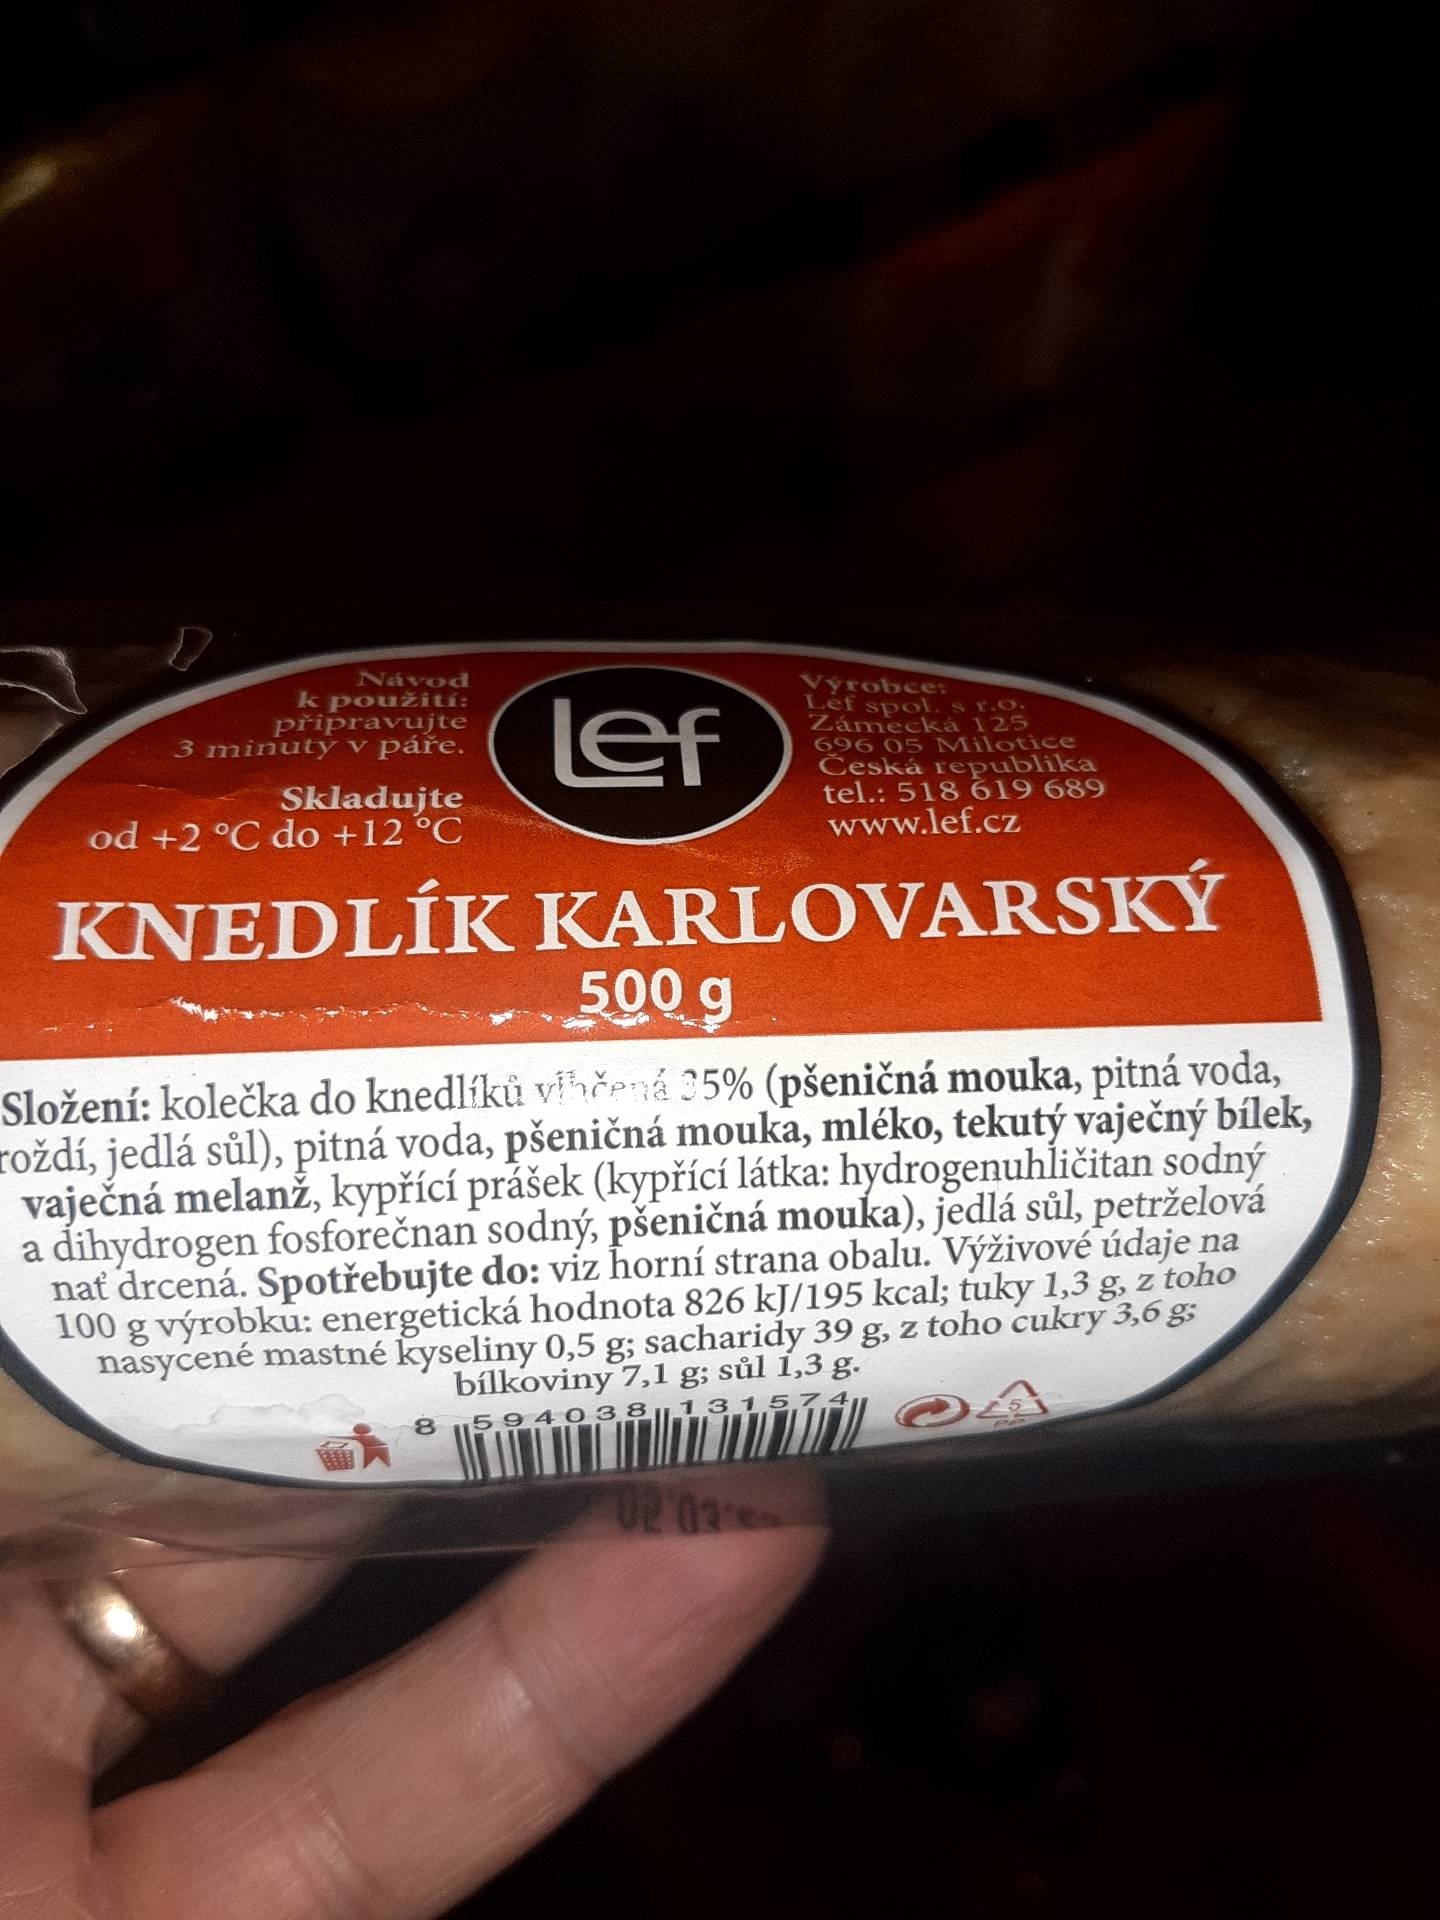 Návod
k použití:
připravujte
3 minuty v páře.
Skladujte
od +2 °C do +12 °C
lef
Výrobce:
Lef spol. s r.o.
Zámecká 125
696 05 Milotice
Česká republika
tel.: 518 619 689
www.lef.cz
KNEDLÍK KARLOVARSKÝ
500 g
Složení: kolečka do knedlíků vlhčená 35% (pšeničná mouka, pitná voda,
roždí, jedlá sůl), pitná voda, pšeničná mouka, mléko, tekutý vaječný bílek,
vaječná melanž, kypřící prášek (kypřící látka: hydrogenuhličitan sodný
a dihydrogen fosforečnan sodný, pšeničná mouka), jedlá sůl, petrželová
nať drcená. Spotřebujte do: viz horní strana obalu. Výživové údaje na
100 g výrobku: energetická hodnota 826 kJ/195 kcal; tuky 1,3 g, z toho
nasycené mastné kyseliny 0,5 g; sacharidy 39 g, z toho cukry 3,6 g;
bílkoviny 7,1 g; sůl 1,3 g.
8 594038 131574
5
PP